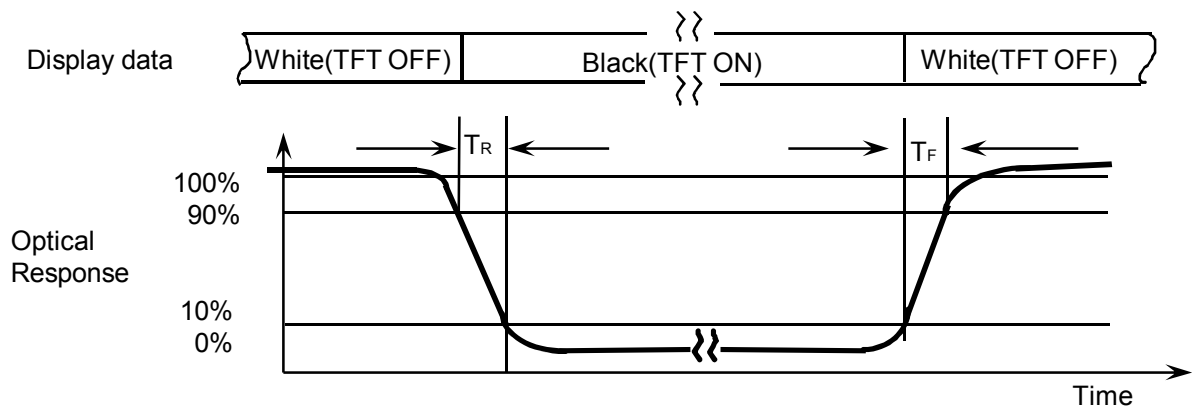 Display data
White(TFT OFF)
Black(TFT ON)
White(TFT OFF)
TR
TF
100%
90%
Optical
Response
10%
0%
Time